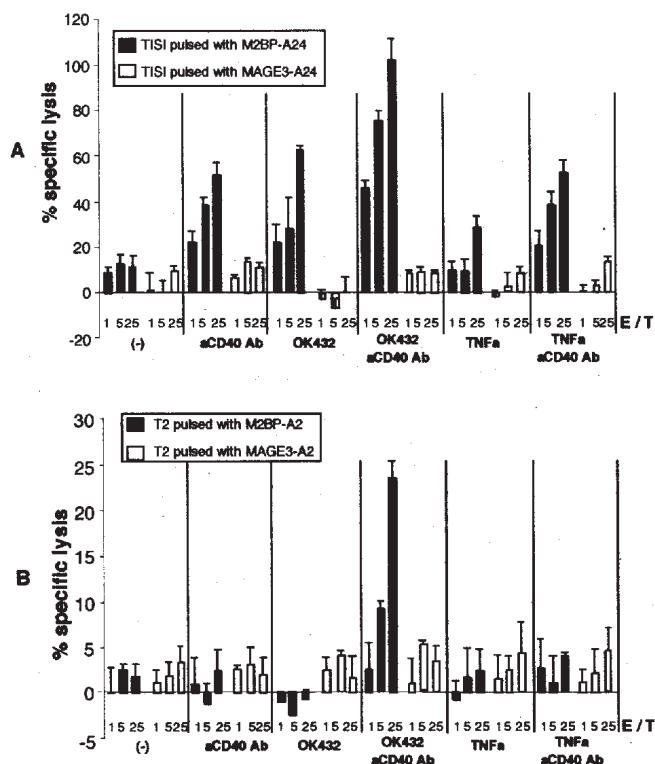 120
100
80
60
40
20
0
-20
% specific lysis
A
TISI pulsed with M2BP-A24
TISI pulsed with MAGE3-A24
1 5 25 1 5 25 1 5 25 1 5 25 1 5 25 1 5 25 1 5 25 1 5 25 1 5 25 1 5 25 1 5 25 1 5 25 E / T
(-) aCD40 Ab OK432 OK432 TNFa TNFa
aCD40 Ab aCD40 Ab
30
25
20
15
10
5
0
-5
% specific lysis
B
T2 pulsed with M2BP-A2
T2 pulsed with MAGE3-A2
1 5 25 1 5 25 1 5 25 1 5 25 1 5 25 1 5 25 1 5 25 1 5 25 1 5 25 1 5 25 1 5 25 1 5 25 E / T
(-) aCD40 Ab OK432 OK432 TNFa TNFa
aCD40 Ab aCD40 Ab